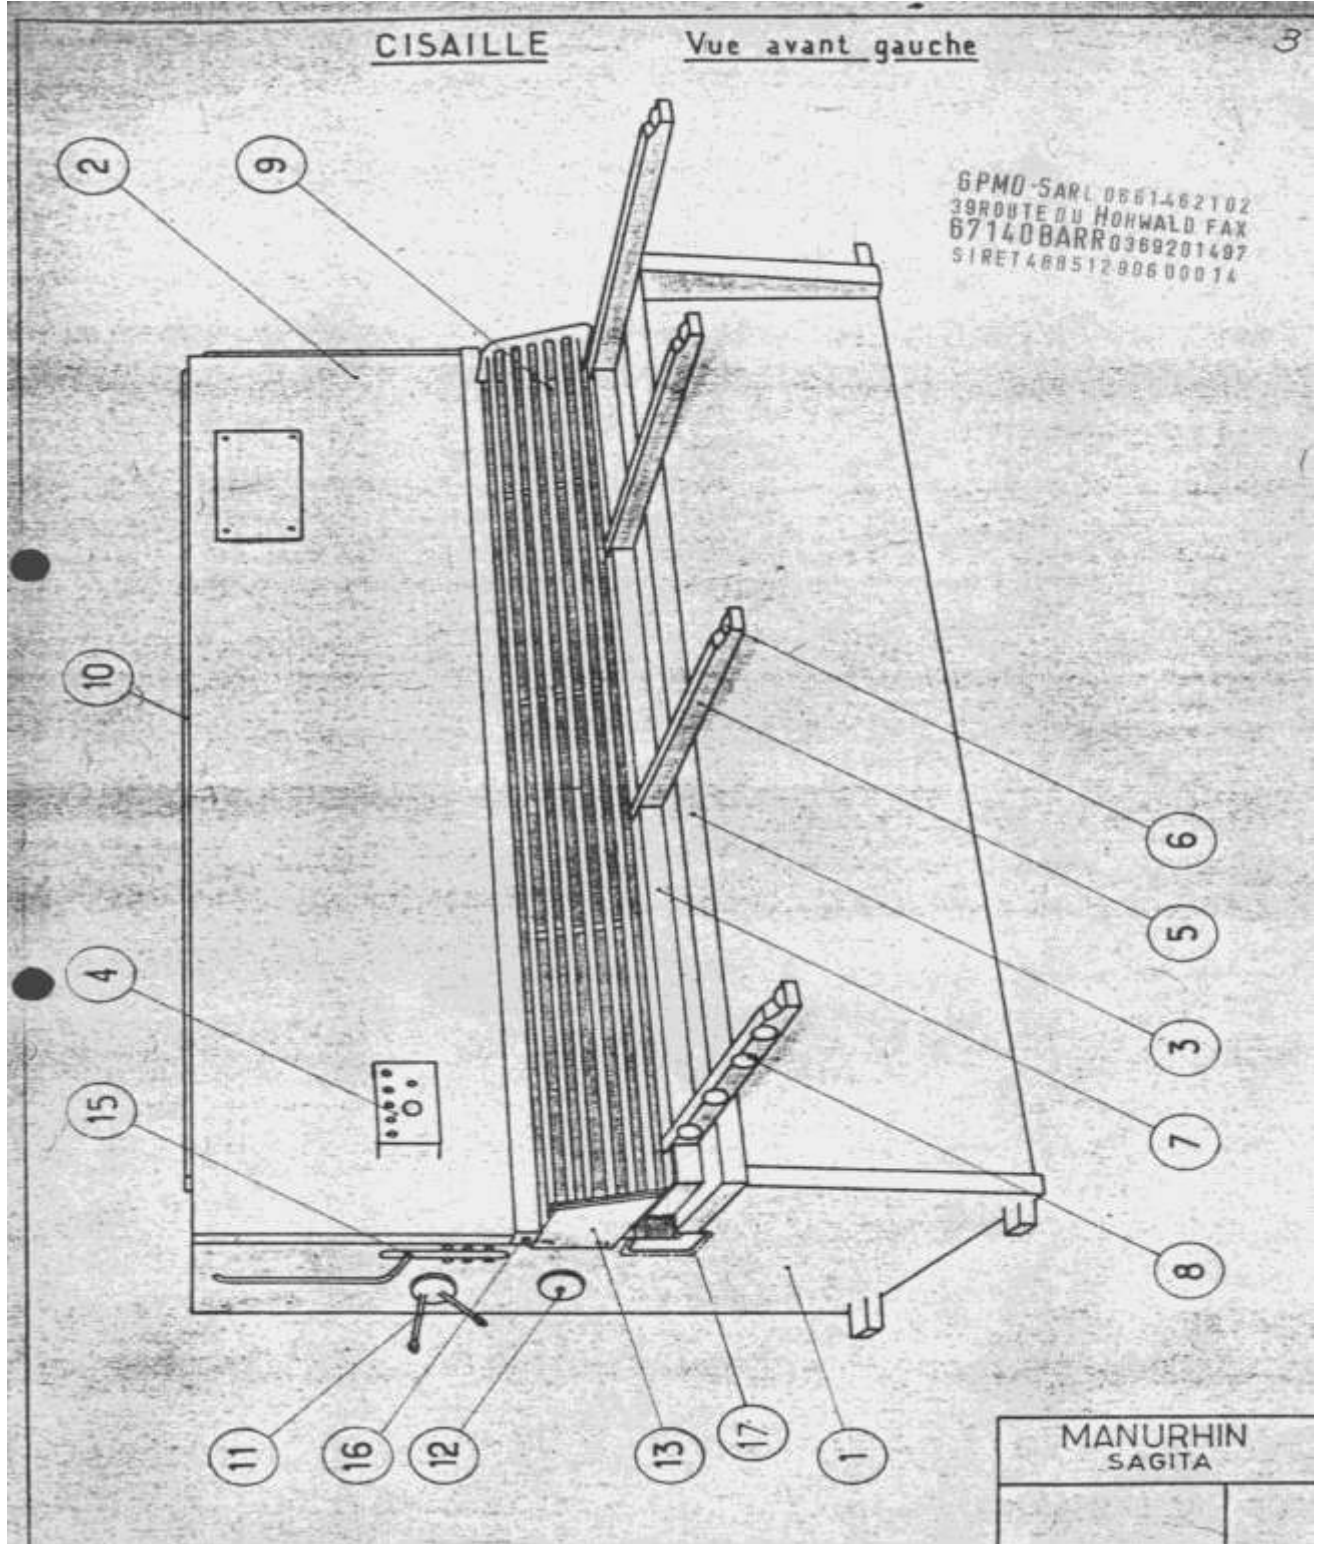 CISAILLE Vue avant gauche 3
2 9
GPMO SARL 0661462102
39 ROUTE DU HOHWALD FAX
67140 BARR 0369201497
SIRET 48851290600014
10
4
15
6
5
3
7
8
11 16 12 13 17 1
MANURHIN
SAGITA